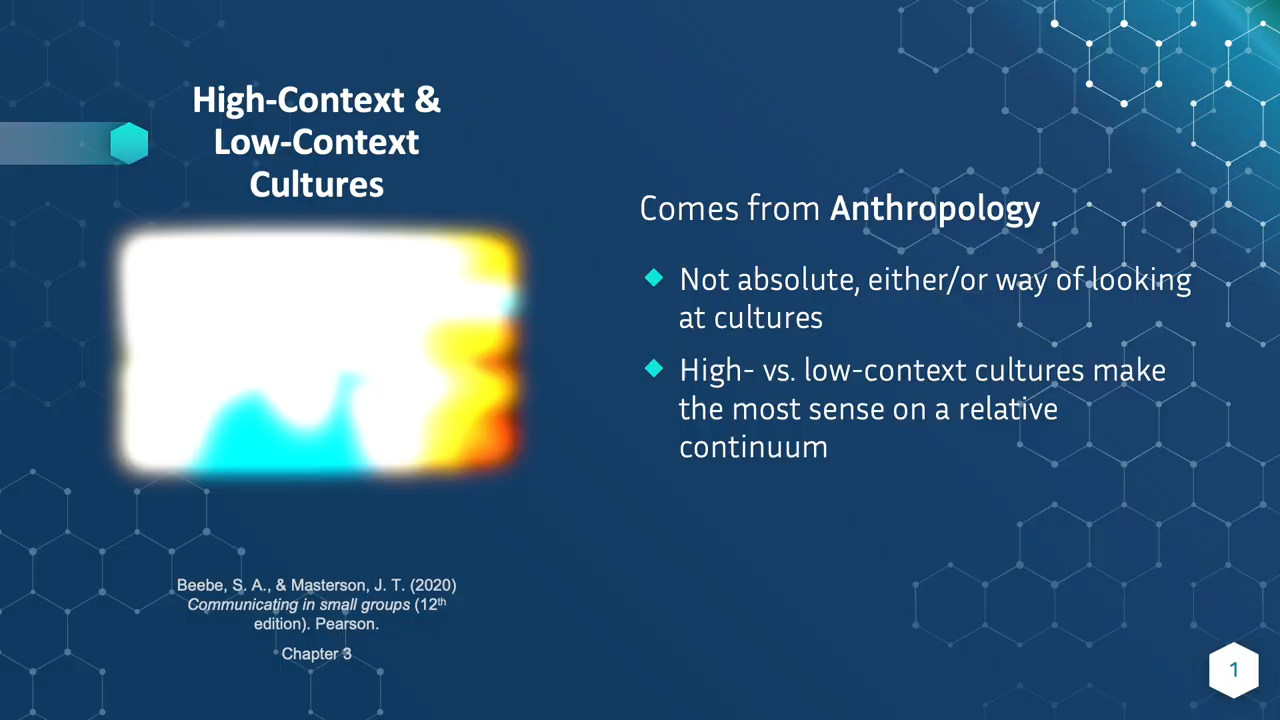 High-Context &
Low-Context
Cultures
Comes from Anthropology
Not absolute, either/or way of looking
at cultures
High- vs. low-context cultures make
the most sense on a relative
continuum
Beebe, S. A., & Masterson, J. T. (2020)
Communicating in small groups (12th
edition). Pearson.
Chapter 3
1